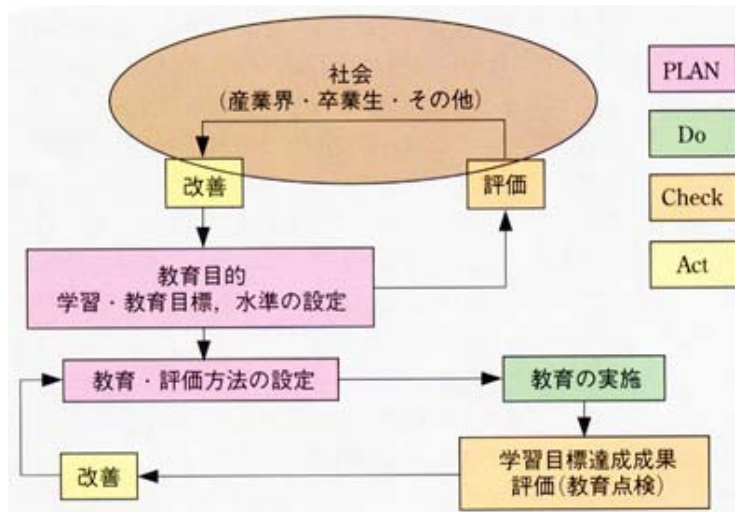 社会
(産業界・卒業生・その他)
改善
評価
教育目的
学習・教育目標，水準の設定
教育・評価方法の設定
教育の実施
学習目標達成成果
評価(教育点検)
改善
PLAN
Do
Check
Act